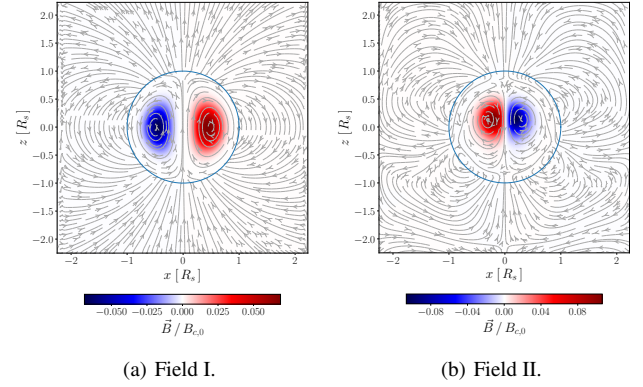 2.0
1.5
1.0
0.5
0.0
−0.5
−1.0
−1.5
−2.0
z [ R_s ]
−2 −1 0 1 2
x [ R_s ]
−0.050 −0.025 0.000 0.025 0.050
B⃗ / B_{c,0}
(a) Field I.
2.0
1.5
1.0
0.5
0.0
−0.5
−1.0
−1.5
−2.0
z [ R_s ]
−2 −1 0 1 2
x [ R_s ]
−0.08 −0.04 0.00 0.04 0.08
B⃗ / B_{c,0}
(b) Field II.